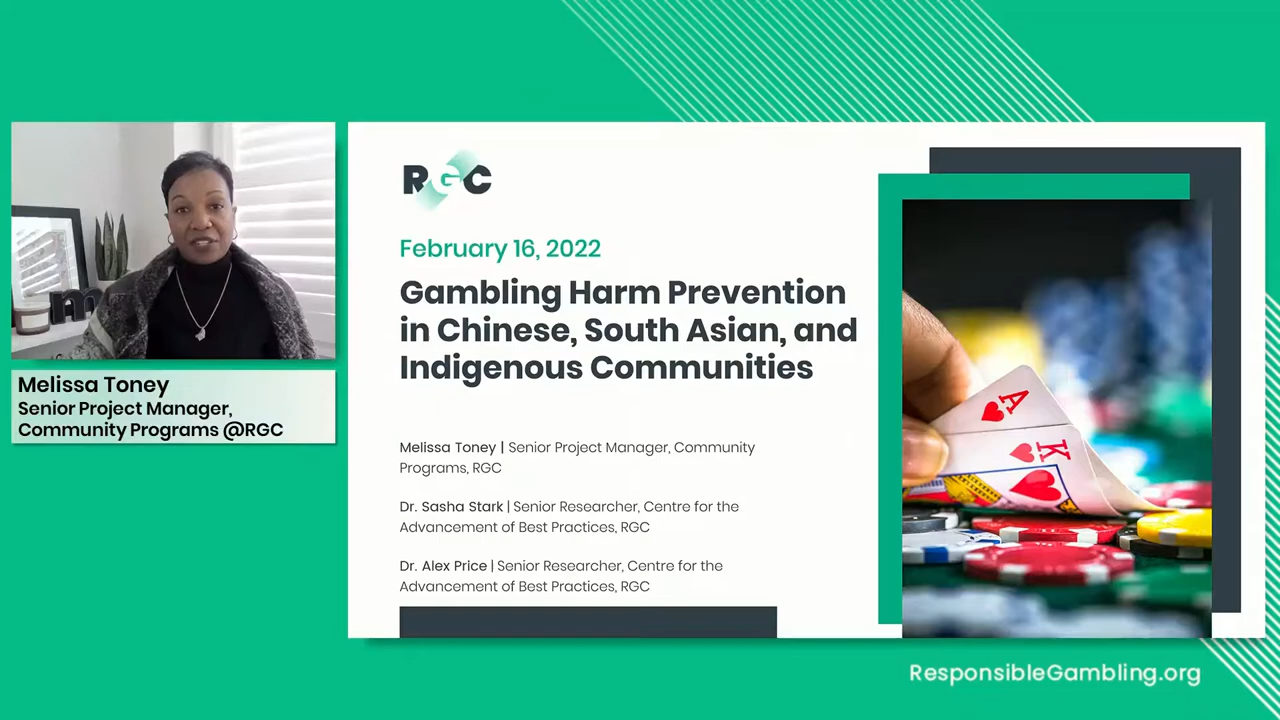 RGC
February 16, 2022
Gambling Harm Prevention
in Chinese, South Asian, and
Indigenous Communities
Melissa Toney | Senior Project Manager, Community
Programs, RGC
Dr. Sasha Stark | Senior Researcher, Centre for the
Advancement of Best Practices, RGC
Dr. Alex Price | Senior Researcher, Centre for the
Advancement of Best Practices, RGC
m
Melissa Toney
Senior Project Manager,
Community Programs @RGC
A
K
ResponsibleGambling.org